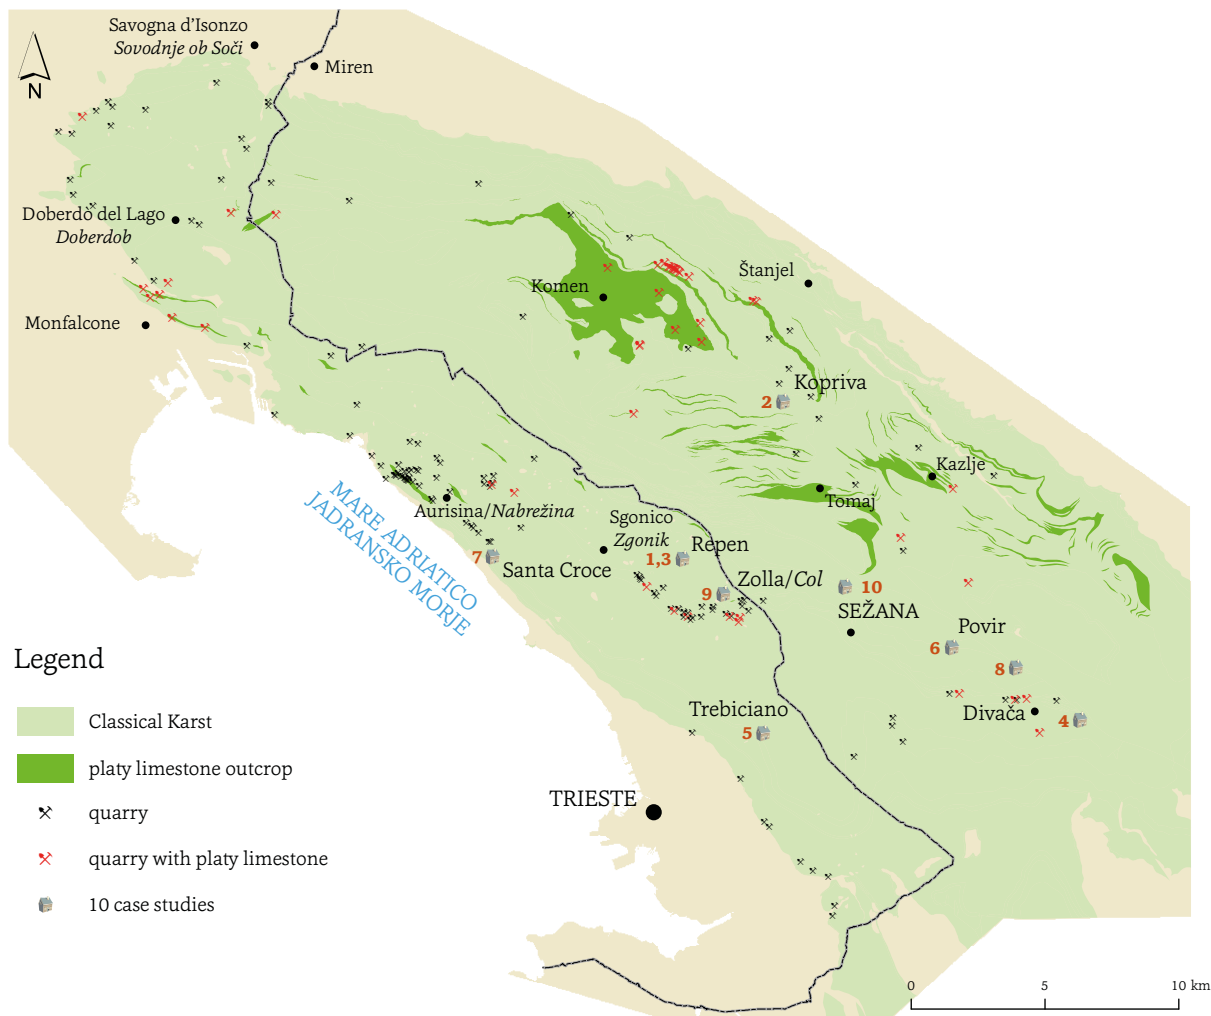 Savogna d'Isonzo
Sovodnje ob Soči
Miren
N
Doberdò del Lago
Doberdob
Monfalcone
Komen
Štanjel
Kopriva
2
Kazlje
Tomaj
Aurisina/Nabrežina
MARE ADRIATICO
JADRANSKO MORJE
Sgonico
Zgonik
1,3
Repen
7
Santa Croce
Zolla/Col
9
10
SEŽANA
Povir
6
8
Divača
4
Trebiciano
5
TRIESTE
Legend
Classical Karst
platy limestone outcrop
quarry
quarry with platy limestone
10 case studies
0 5 10 km